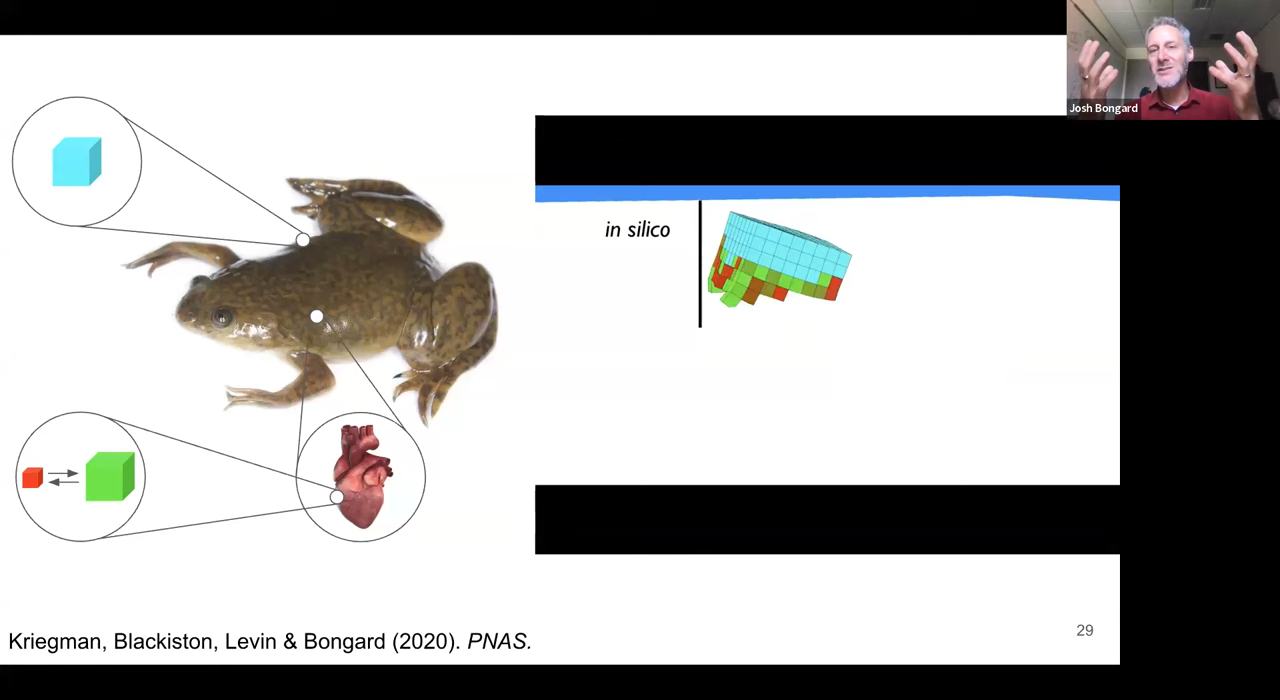 Josh Bongard
in silico
29
Kriegman, Blackiston, Levin & Bongard (2020). PNAS.